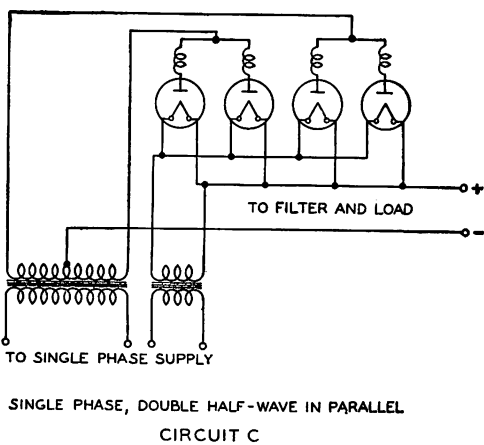 +
TO FILTER AND LOAD
−
TO SINGLE PHASE SUPPLY
SINGLE PHASE, DOUBLE HALF-WAVE IN PARALLEL
CIRCUIT C